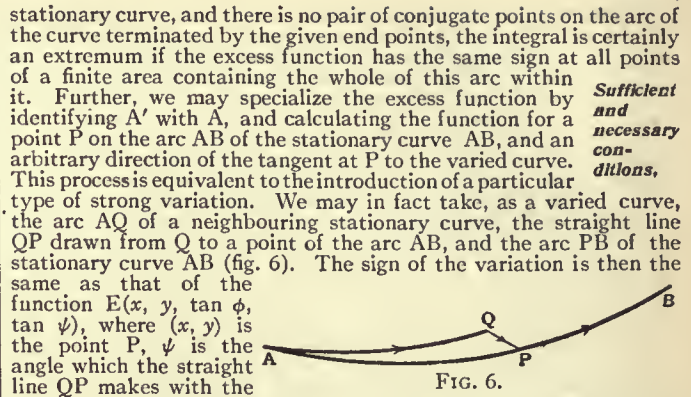 stationary curve, and there is no pair of conjugate points on the arc of
the curve terminated by the given end points, the integral is certainly
an extremum if the excess function has the same sign at all points
of a finite area containing the whole of this arc within
it. Further, we may specialize the excess function by
identifying A′ with A, and calculating the function for a
point P on the arc AB of the stationary curve AB, and an
arbitrary direction of the tangent at P to the varied curve.
This process is equivalent to the introduction of a particular
Sufficient
and
necessary
con-
ditions,
type of strong variation. We may in fact take, as a varied curve,
the arc AQ of a neighbouring stationary curve, the straight line
QP drawn from Q to a point of the arc AB, and the arc PB of the
stationary curve AB (fig. 6). The sign of the variation is then the
same as that of the
function E(x, y, tan φ,
tan ψ), where (x, y) is
the point P, ψ is the
angle which the straight
line QP makes with the
A
Q
P
B
FIG. 6.